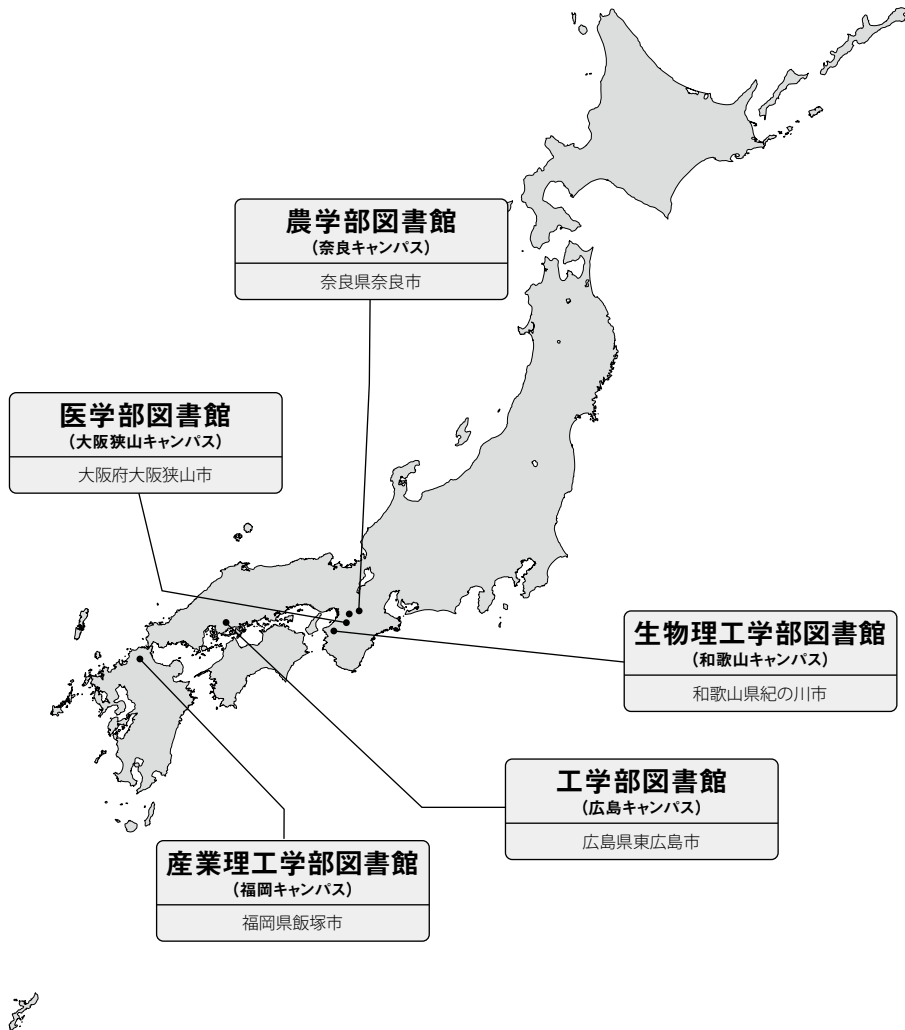 農学部図書館
(奈良キャンパス)
奈良県奈良市
医学部図書館
(大阪狭山キャンパス)
大阪府大阪狭山市
生物理工学部図書館
(和歌山キャンパス)
和歌山県紀の川市
工学部図書館
(広島キャンパス)
広島県東広島市
産業理工学部図書館
(福岡キャンパス)
福岡県飯塚市